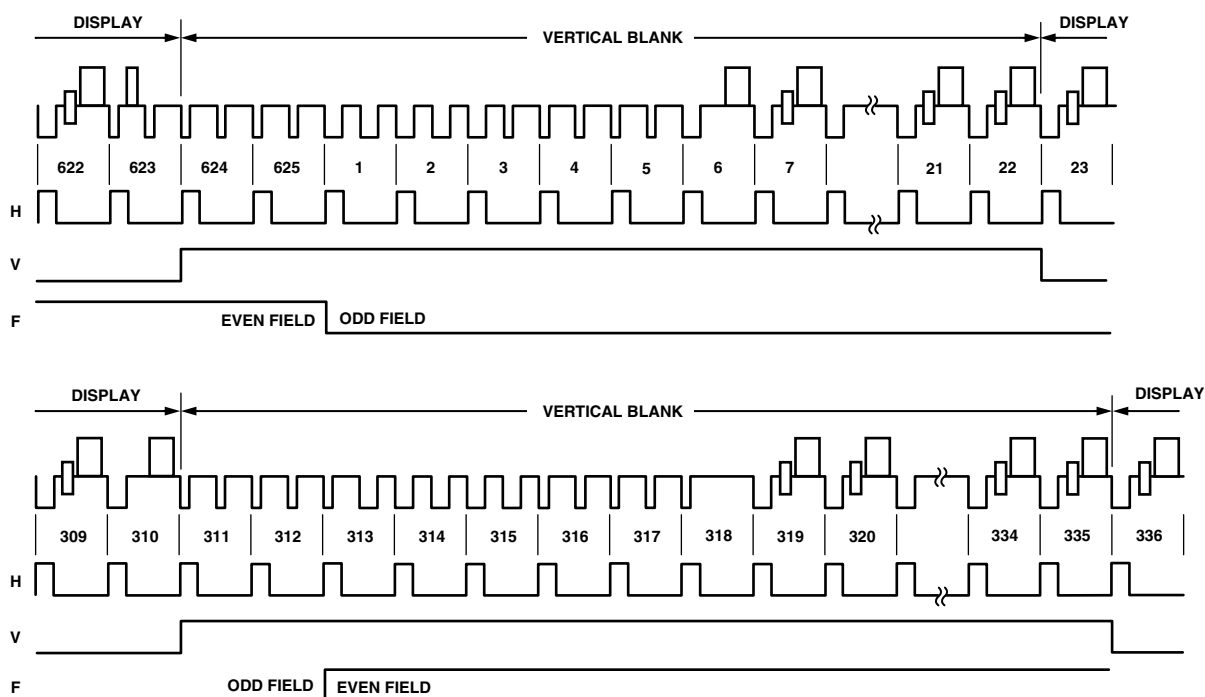 DISPLAY VERTICAL BLANK DISPLAY
622 623 624 625 1 2 3 4 5 6 7 21 22 23
H
V
F EVEN FIELD ODD FIELD
DISPLAY VERTICAL BLANK DISPLAY
309 310 311 312 313 314 315 316 317 318 319 320 334 335 336
H
V
F ODD FIELD EVEN FIELD